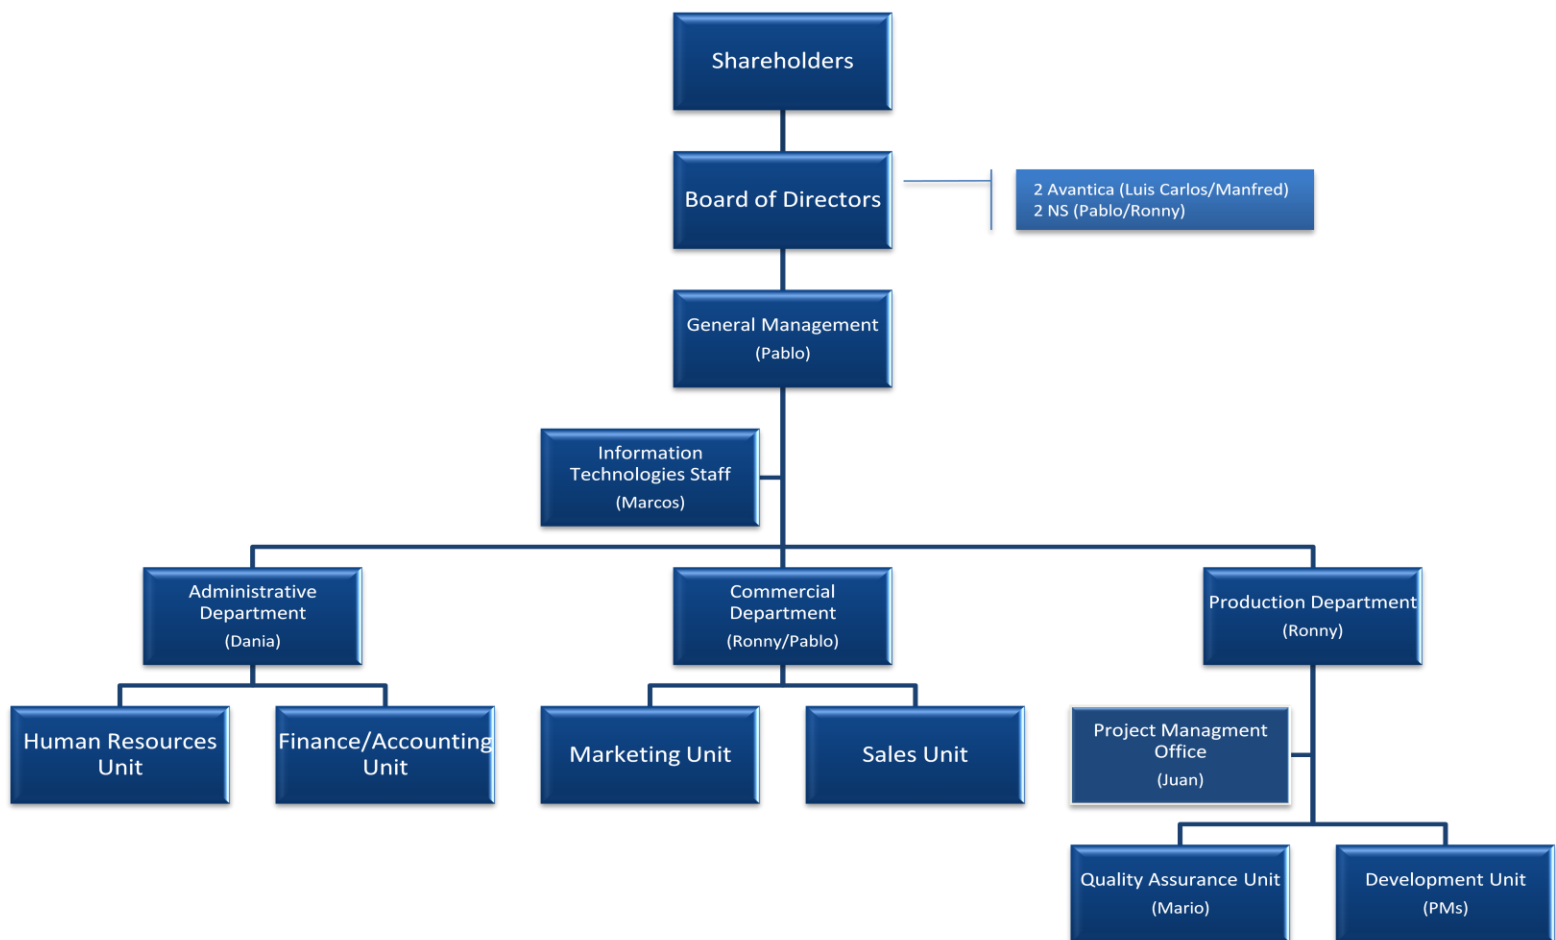 Shareholders
Board of Directors
2 Avantica (Luis Carlos/Manfred)
2 NS (Pablo/Ronny)
General Management
(Pablo)
Information
Technologies Staff
(Marcos)
Administrative
Department
(Dania)
Commercial
Department
(Ronny/Pablo)
Production Department
(Ronny)
Human Resources
Unit
Finance/Accounting
Unit
Marketing Unit
Sales Unit
Project Managment
Office
(Juan)
Quality Assurance Unit
(Mario)
Development Unit
(PMs)